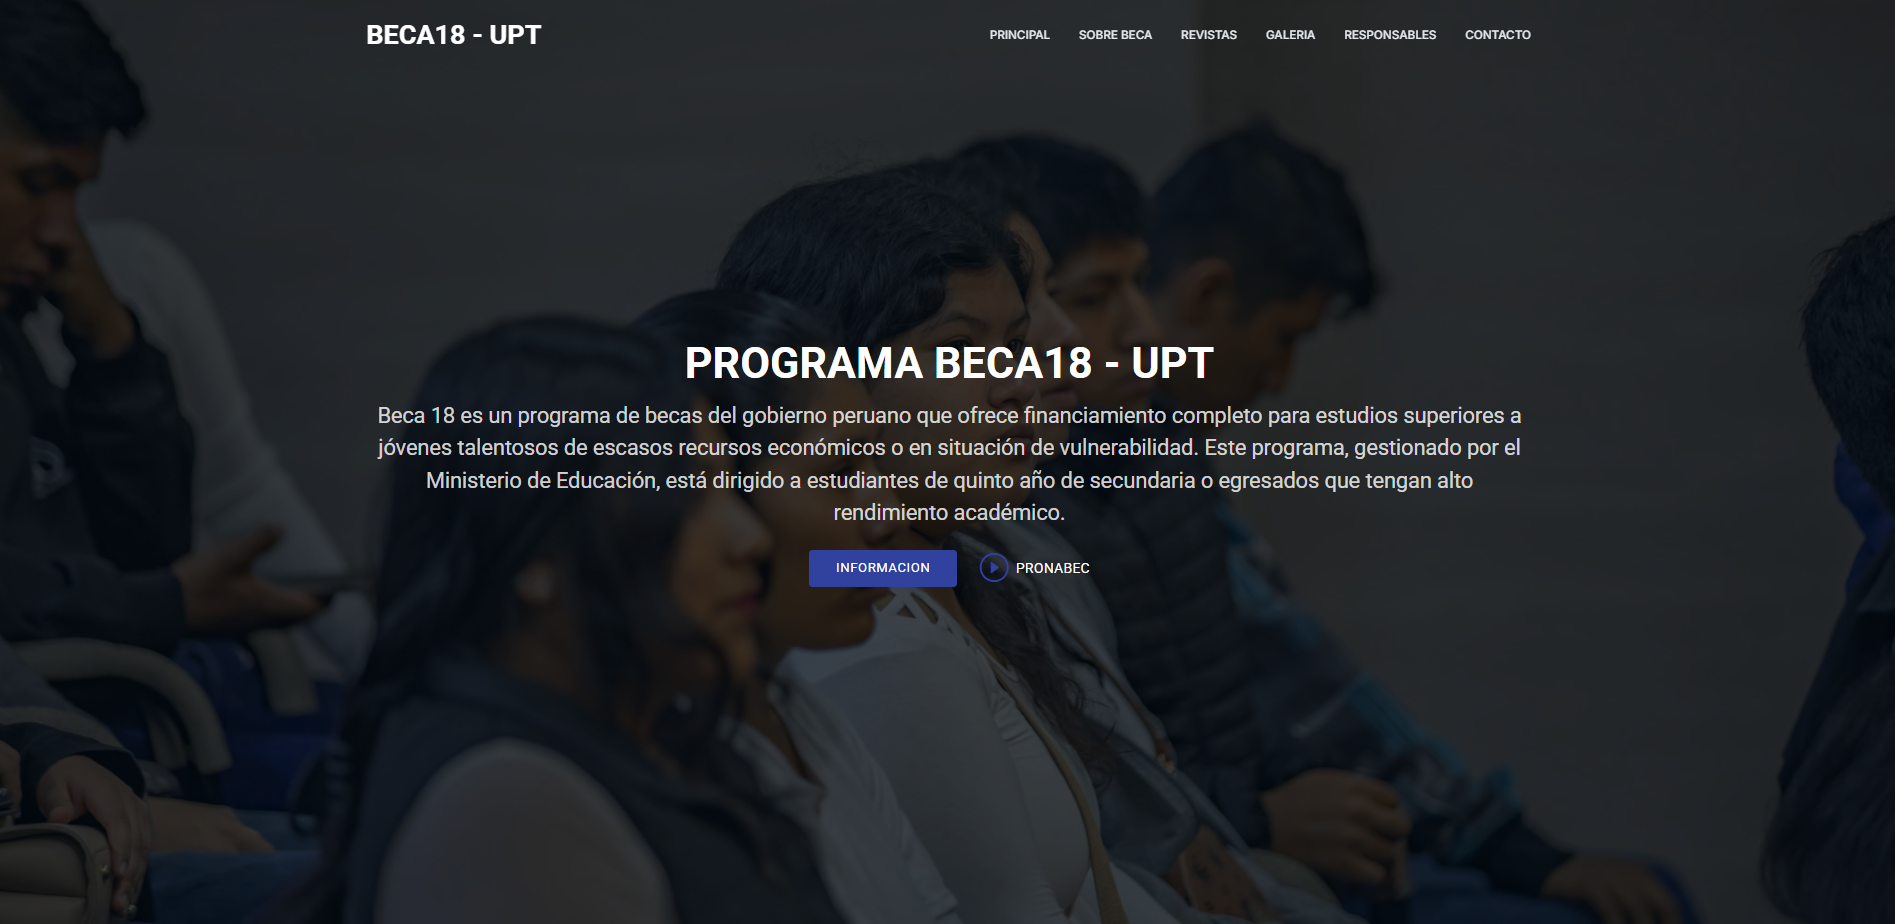 BECA18 - UPT
PRINCIPAL
SOBRE BECA
REVISTAS
GALERIA
RESPONSABLES
CONTACTO
PROGRAMA BECA18 - UPT
Beca 18 es un programa de becas del gobierno peruano que ofrece financiamiento completo para estudios superiores a
jóvenes talentosos de escasos recursos económicos o en situación de vulnerabilidad. Este programa, gestionado por el
Ministerio de Educación, está dirigido a estudiantes de quinto año de secundaria o egresados que tengan alto
rendimiento académico.
INFORMACION
PRONABEC